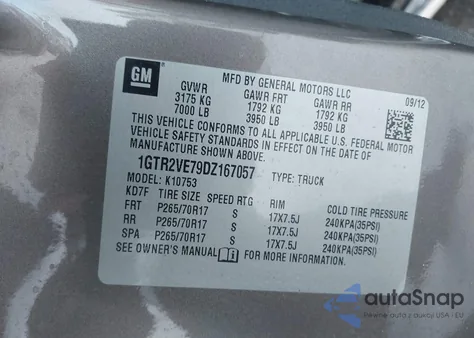 GM
MFD BY GENERAL MOTORS LLC
09/12
GVWR GAWR FRT GAWR RR
3175 KG 1792 KG 1792 KG
7000 LB 3950 LB 3950 LB
THIS VEHICLE CONFORMS TO ALL APPLICABLE U.S. FEDERAL MOTOR
VEHICLE SAFETY STANDARDS IN EFFECT ON THE DATE OF
MANUFACTURE SHOWN ABOVE.
1GTR2VE79DZ167057 TYPE: TRUCK
MODEL: K10753
KD7F TIRE SIZE SPEED RTG RIM COLD TIRE PRESSURE
FRT P265/70R17 S 17X7.5J 240KPA(35PSI)
RR P265/70R17 S 17X7.5J 240KPA(35PSI)
SPA P265/70R17 S 17X7.5J 240KPA(35PSI)
SEE OWNER'S MANUAL FOR MORE INFORMATION.
autoSnap
Pewne auto z USA i EU